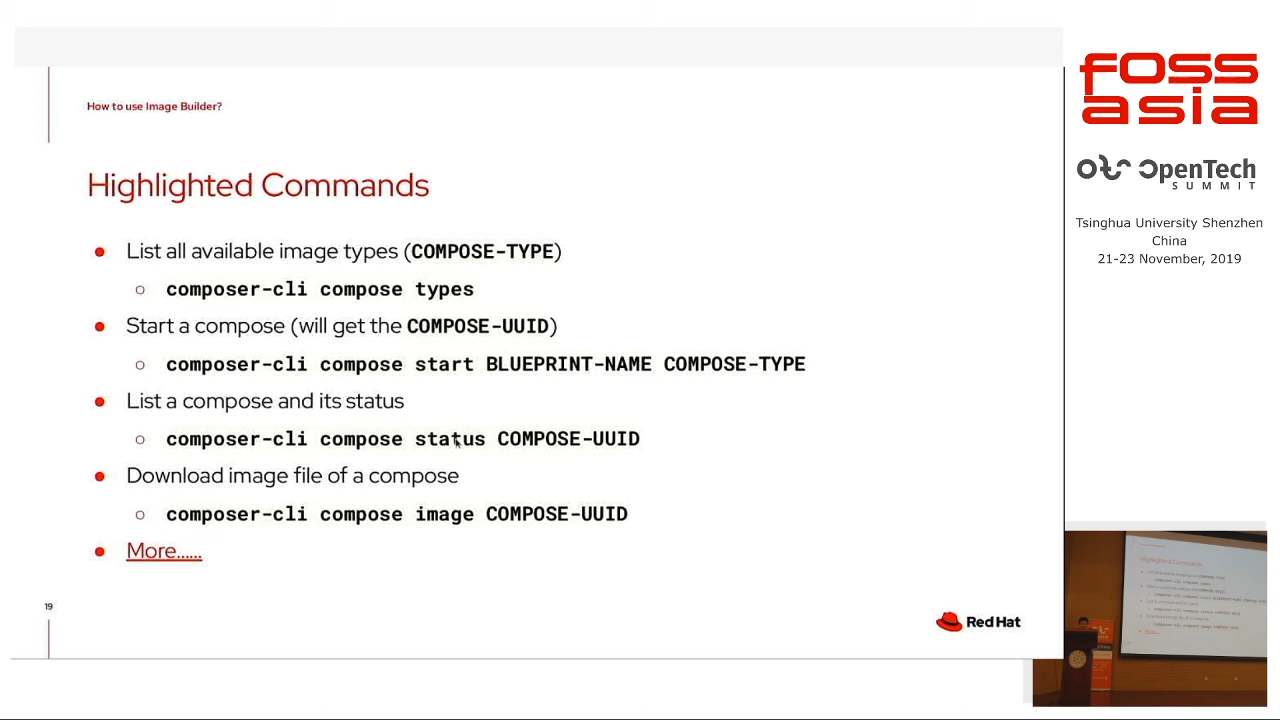 How to use Image Builder?
Highlighted Commands
● List all available image types (COMPOSE-TYPE)
○ composer-cli compose types
● Start a compose (will get the COMPOSE-UUID)
○ composer-cli compose start BLUEPRINT-NAME COMPOSE-TYPE
● List a compose and its status
○ composer-cli compose status COMPOSE-UUID
● Download image file of a compose
○ composer-cli compose image COMPOSE-UUID
● More......
19
Red Hat
foss
asia
OpenTech
SUMMIT
Tsinghua University Shenzhen
China
21-23 November, 2019
Highlighted Commands